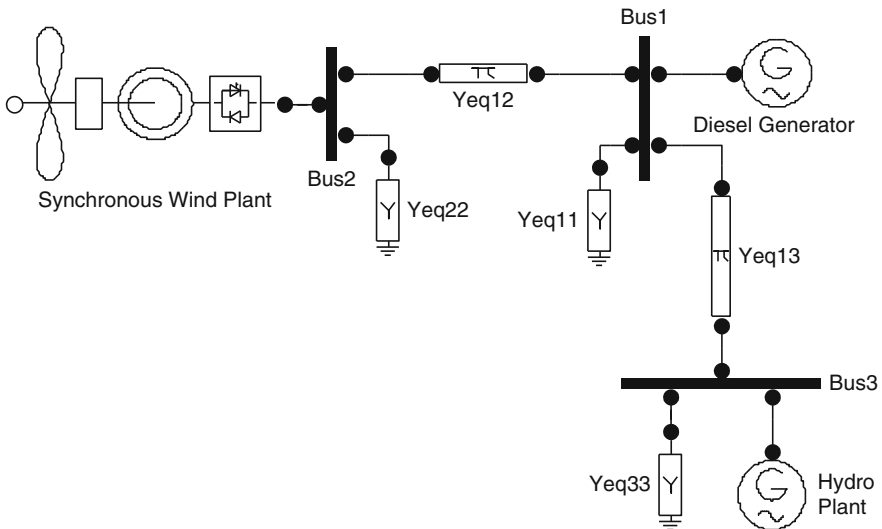 Bus1
Yeq12
Diesel Generator
Bus2
Synchronous Wind Plant
Yeq22
Yeq11
Yeq13
Bus3
Yeq33
Hydro
Plant
G
G
Y
Y
Y
π
π